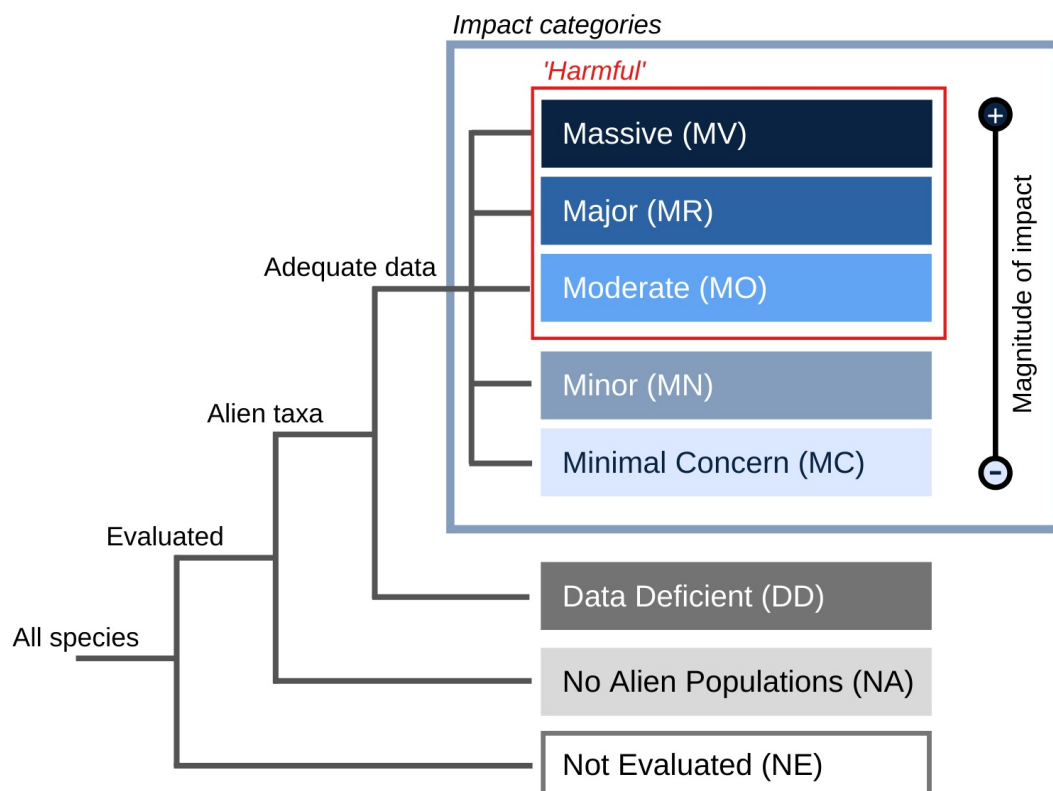 Impact categories
'Harmful'
+
Massive (MV)
Major (MR)
Adequate data
Moderate (MO)
Magnitude of impact
Minor (MN)
Alien taxa
Minimal Concern (MC)
-
Evaluated
Data Deficient (DD)
All species
No Alien Populations (NA)
Not Evaluated (NE)